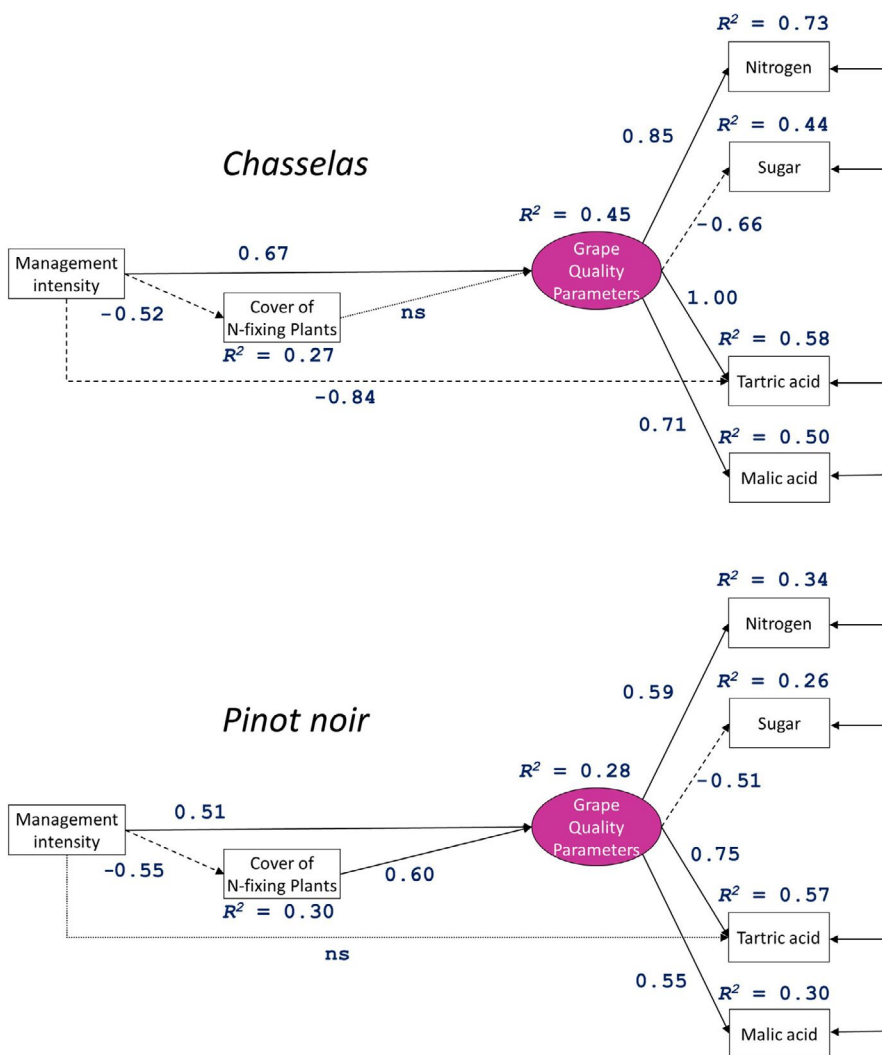 R² = 0.73
Nitrogen
R² = 0.44
0.85
Sugar
Chasselas
R² = 0.45
-0.66
Grape
Quality
Parameters
0.67
Management
intensity
Cover of
N-fixing Plants
-0.52
ns
1.00
R² = 0.27
R² = 0.58
Tartric acid
-0.84
0.71
R² = 0.50
Malic acid
R² = 0.34
Nitrogen
R² = 0.26
0.59
Sugar
Pinot noir
R² = 0.28
-0.51
Grape
Quality
Parameters
0.51
Management
intensity
0.75
Cover of
N-fixing Plants
-0.55
0.60
R² = 0.30
R² = 0.57
Tartric acid
ns
0.55
R² = 0.30
Malic acid